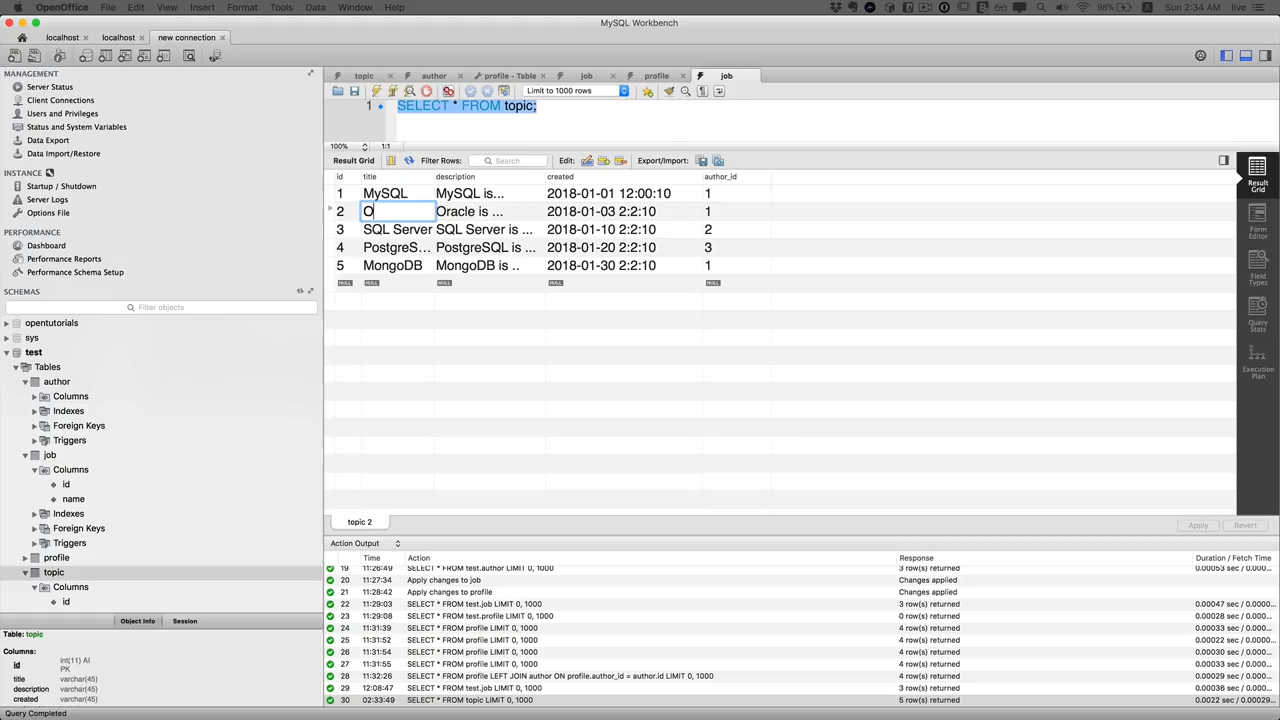 OpenOffice File Edit View Insert Format Tools Data Window Help 98% A Sun 2:34 AM live
MySQL Workbench
localhost × localhost × new connection ×
MANAGEMENT
Server Status
Client Connections
Users and Privileges
Status and System Variables
Data Export
Data Import/Restore
INSTANCE
Startup / Shutdown
Server Logs
Options File
PERFORMANCE
Dashboard
Performance Reports
Performance Schema Setup
SCHEMAS
Filter objects
opentutorials
sys
test
Tables
author
Columns
Indexes
Foreign Keys
Triggers
job
Columns
id
name
Indexes
Foreign Keys
Triggers
profile
topic
Columns
id
Object Info Session
Table: topic
Columns:
id int(11) AI
PK
title varchar(45)
description varchar(45)
created varchar(45)
Query Completed
topic × author × profile - Table × job × profile × job
Limit to 1000 rows
1 SELECT * FROM topic;
100% 1:1
Result Grid Filter Rows: Search Edit: Export/Import:
id title description created author_id
1 MySQL MySQL is... 2018-01-01 12:00:10 1
2 O Oracle is ... 2018-01-03 2:2:10 1
3 SQL Server SQL Server is ... 2018-01-10 2:2:10 2
4 PostgreS... PostgreSQL is ... 2018-01-20 2:2:10 3
5 MongoDB MongoDB is .. 2018-01-30 2:2:10 1
NULL NULL NULL NULL NULL
Result
Grid
Form
Editor
Field
Types
Query
Stats
Execution
Plan
topic 2 Apply Revert
Action Output
Time Action Response Duration / Fetch Time
19 11:26:49 SELECT * FROM test.author LIMIT 0, 1000 3 row(s) returned 0.00053 sec / 0.000...
20 11:27:34 Apply changes to job Changes applied
21 11:28:42 Apply changes to profile Changes applied
22 11:29:03 SELECT * FROM test.job LIMIT 0, 1000 3 row(s) returned 0.00047 sec / 0.000...
23 11:29:08 SELECT * FROM test.profile LIMIT 0, 1000 0 row(s) returned 0.00028 sec / 0.000...
24 11:31:39 SELECT * FROM profile LIMIT 0, 1000 4 row(s) returned 0.00033 sec / 0.000...
25 11:31:52 SELECT * FROM profile LIMIT 0, 1000 4 row(s) returned 0.00022 sec / 0.000...
26 11:31:54 SELECT * FROM profile LIMIT 0, 1000 4 row(s) returned 0.00033 sec / 0.000...
27 11:31:55 SELECT * FROM profile LIMIT 0, 1000 4 row(s) returned 0.00033 sec / 0.000...
28 11:32:26 SELECT * FROM profile LEFT JOIN author ON profile.author_id = author.id LIMIT 0, 1000 4 row(s) returned 0.00029 sec / 0.000...
29 12:08:47 SELECT * FROM test.job LIMIT 0, 1000 3 row(s) returned 0.00036 sec / 0.000...
30 02:33:49 SELECT * FROM topic LIMIT 0, 1000 5 row(s) returned 0.0022 sec / 0.00029...